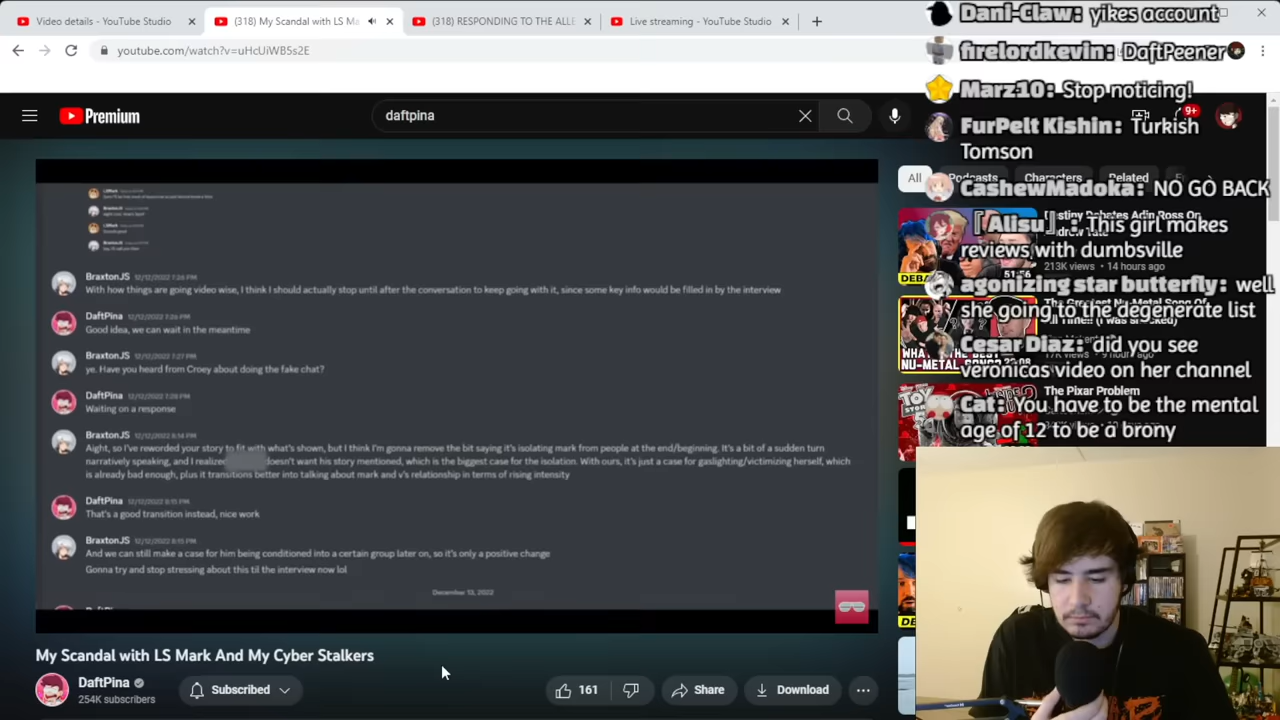 Video details - YouTube Studio
(318) My Scandal with LS Ma
(318) RESPONDING TO THE ALLE
Live streaming - YouTube Studio
youtube.com/watch?v=uHcUiWB5s2E
Premium
daftpina
9+
Dani-Claw: yikes account
firelordkevin: DaftPeener
Marz10: Stop noticing!
FurPelt Kishin: Turkish
Tomson
CashewMadoka: NO GO BACK
『Alisu』: This girl makes
reviews with dumbsville
agonizing star butterfly: well
she going to the degenerate list
Cesar Diaz: did you see
veronicas video on her channel
Cat: You have to be the mental
age of 12 to be a brony
All
Podcasts
Characters
Related
Destiny Debates Adin Ross On
Andrew Tate
213K views • 14 hours ago
51:56
The Pixar Problem
BraxtonJS 12/12/2022 7:26 PM
With how things are going video wise, I think I should actually stop until after the conversation to keep going with it, since some key info would be filled in by the interview
DaftPina 12/12/2022 7:26 PM
Good idea, we can wait in the meantime
BraxtonJS 12/12/2022 7:27 PM
ye. Have you heard from Croey about doing the fake chat?
DaftPina 12/12/2022 7:28 PM
Waiting on a response
BraxtonJS 12/12/2022 8:14 PM
Aight, so I've reworded your story to fit with what's shown, but I think I'm gonna remove the bit saying it's isolating mark from people at the end/beginning. It's a bit of a sudden turn
narratively speaking, and I realized doesn't want his story mentioned, which is the biggest case for the isolation. With ours, it's just a case for gaslighting/victimizing herself, which
is already bad enough, plus it transitions better into talking about mark and v's relationship in terms of rising intensity
DaftPina 12/12/2022 8:15 PM
That's a good transition instead, nice work
BraxtonJS 12/12/2022 8:15 PM
And we can still make a case for him being conditioned into a certain group later on, so it's only a positive change
Gonna try and stop stressing about this til the interview now lol
December 13, 2022
My Scandal with LS Mark And My Cyber Stalkers
DaftPina
254K subscribers
Subscribed
161
Share
Download